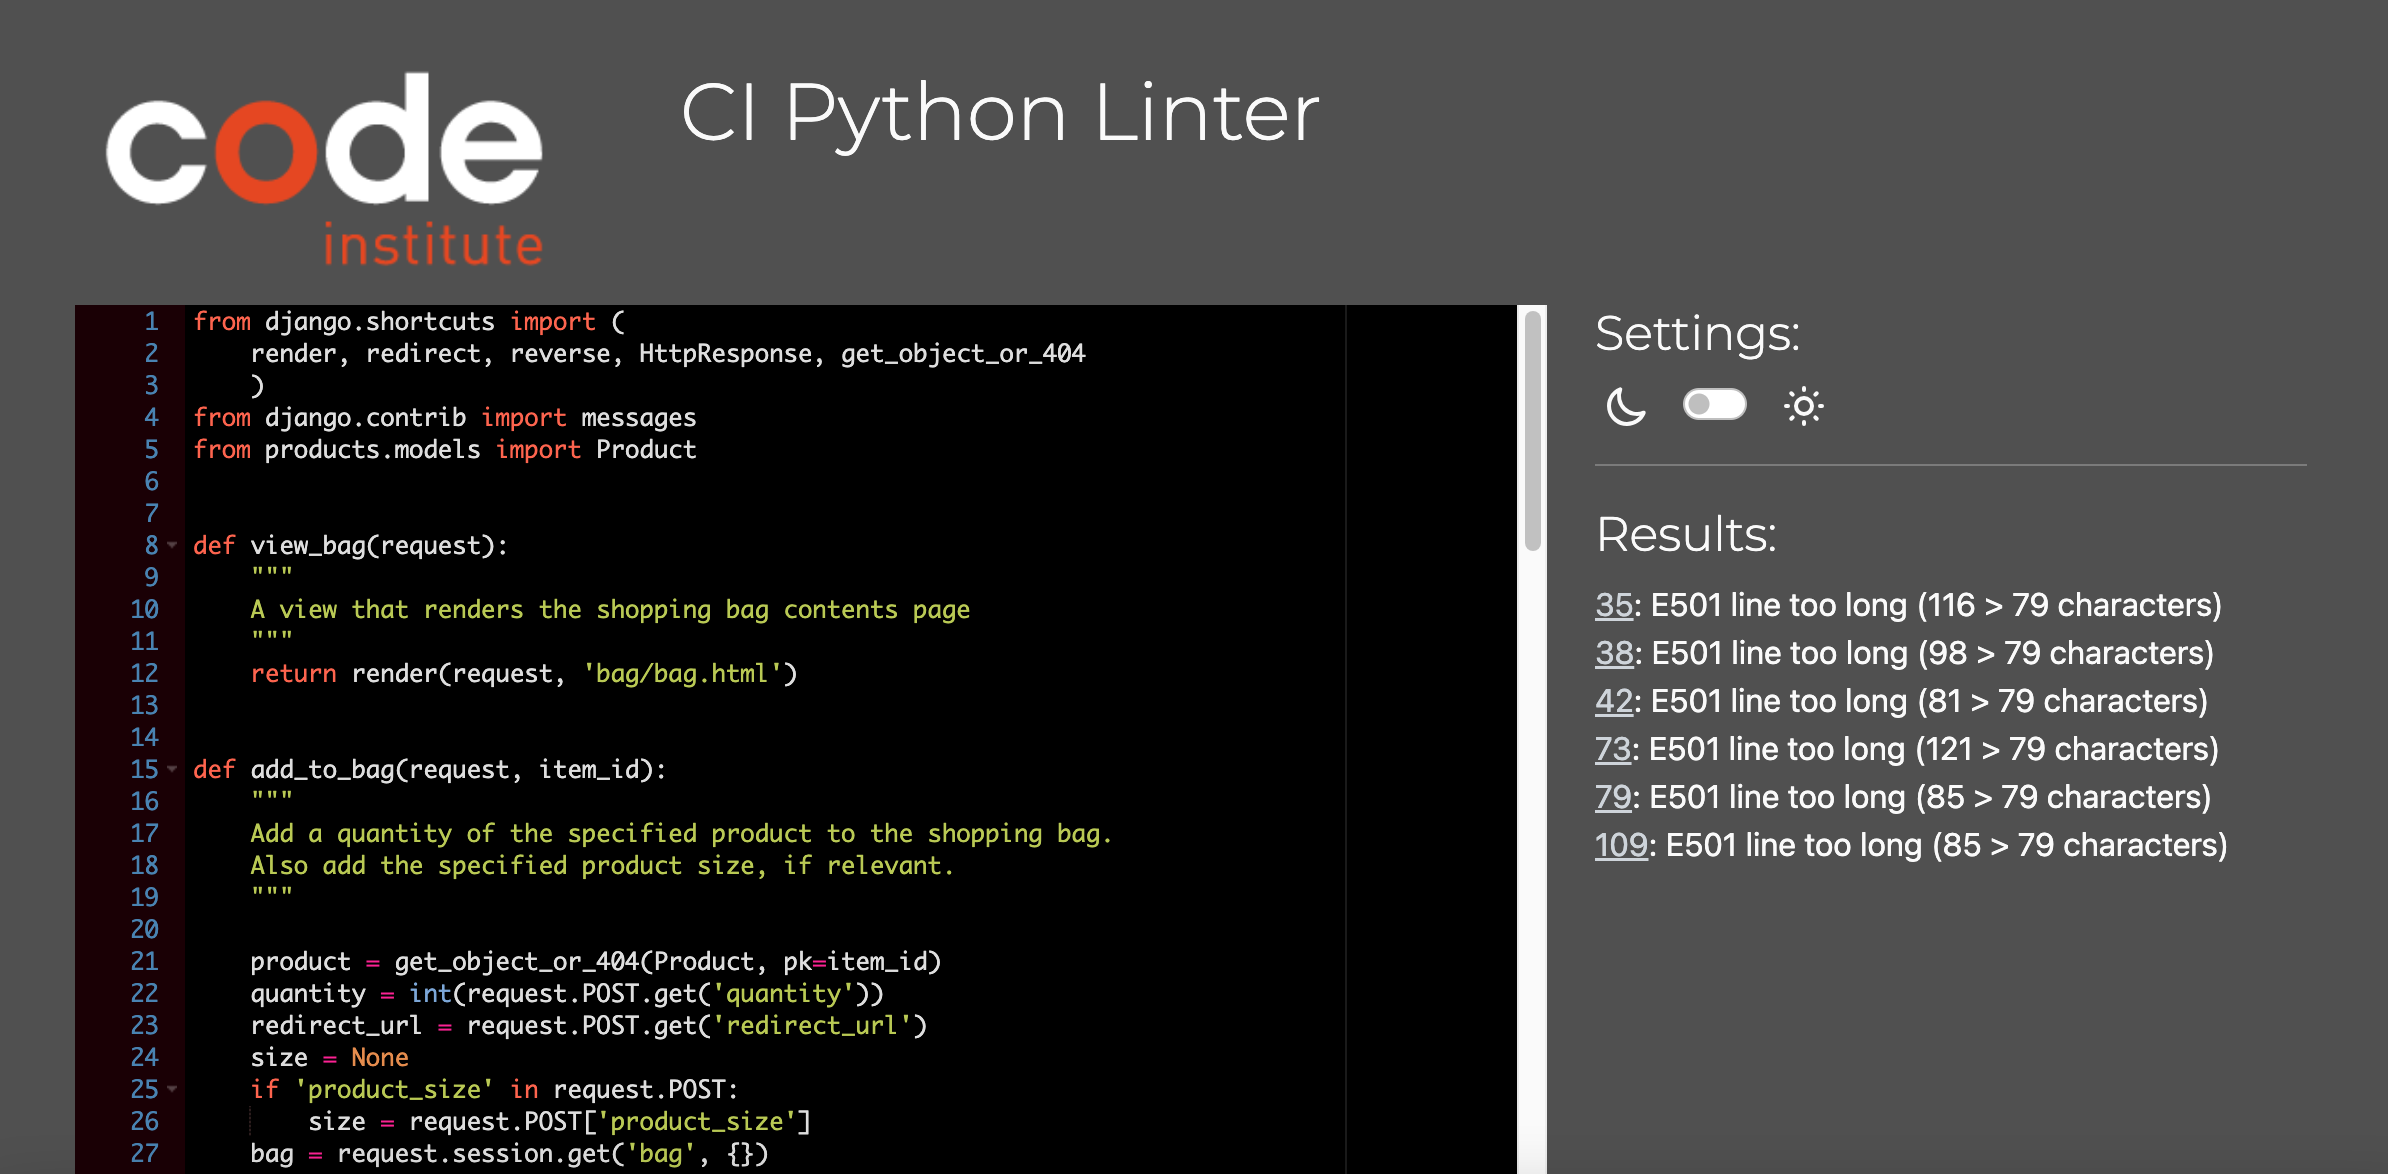 code
institute
CI Python Linter
1 from django.shortcuts import (
2     render, redirect, reverse, HttpResponse, get_object_or_404
3     )
4 from django.contrib import messages
5 from products.models import Product
6
7
8 def view_bag(request):
9     """
10     A view that renders the shopping bag contents page
11     """
12     return render(request, 'bag/bag.html')
13
14
15 def add_to_bag(request, item_id):
16     """
17     Add a quantity of the specified product to the shopping bag.
18     Also add the specified product size, if relevant.
19     """
20
21     product = get_object_or_404(Product, pk=item_id)
22     quantity = int(request.POST.get('quantity'))
23     redirect_url = request.POST.get('redirect_url')
24     size = None
25     if 'product_size' in request.POST:
26         size = request.POST['product_size']
27     bag = request.session.get('bag', {})
Settings:
Results:
35: E501 line too long (116 > 79 characters)
38: E501 line too long (98 > 79 characters)
42: E501 line too long (81 > 79 characters)
73: E501 line too long (121 > 79 characters)
79: E501 line too long (85 > 79 characters)
109: E501 line too long (85 > 79 characters)